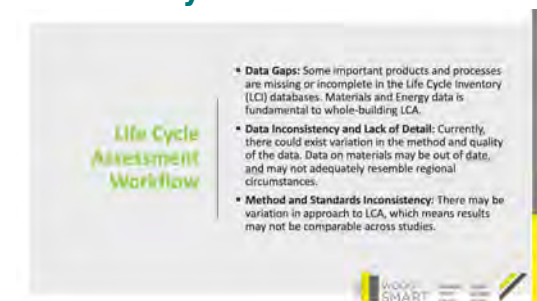 Life Cycle
Assessment
Workflow
▪ Data Gaps: Some important products and processes
are missing or incomplete in the Life Cycle Inventory
(LCI) databases. Materials and Energy data is
fundamental to whole-building LCA.
▪ Data Inconsistency and Lack of Detail: Currently,
there could exist variation in the method and quality
of the data. Data on materials may be out of date,
and may not adequately resemble regional
circumstances.
▪ Method and Standards Inconsistency: There may be
variation in approach to LCA, which means results
may not be comparable across studies.
WOOD
SMART